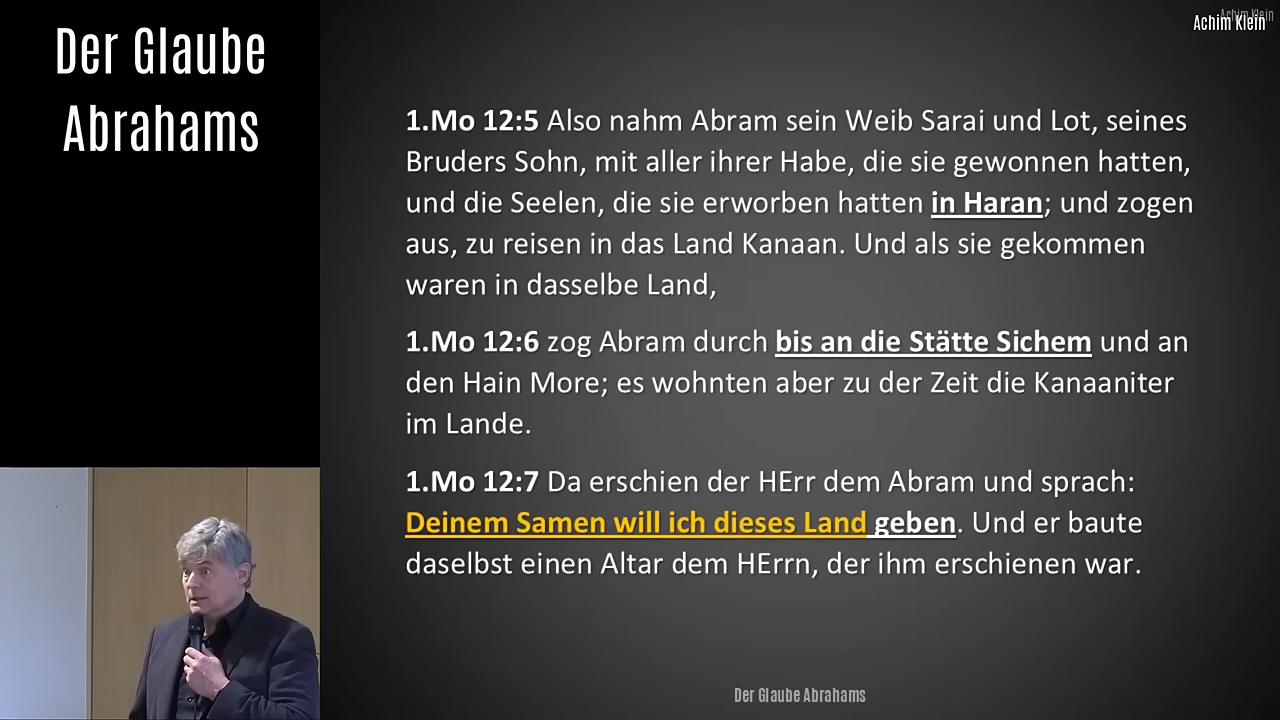 Der Glaube
Abrahams
Achim Klein
Achim Klein
1.Mo 12:5 Also nahm Abram sein Weib Sarai und Lot, seines
Bruders Sohn, mit aller ihrer Habe, die sie gewonnen hatten,
und die Seelen, die sie erworben hatten in Haran; und zogen
aus, zu reisen in das Land Kanaan. Und als sie gekommen
waren in dasselbe Land,
1.Mo 12:6 zog Abram durch bis an die Stätte Sichem und an
den Hain More; es wohnten aber zu der Zeit die Kanaaniter
im Lande.
1.Mo 12:7 Da erschien der HErr dem Abram und sprach:
Deinem Samen will ich dieses Land geben. Und er baute
daselbst einen Altar dem HErrn, der ihm erschienen war.
Der Glaube Abrahams